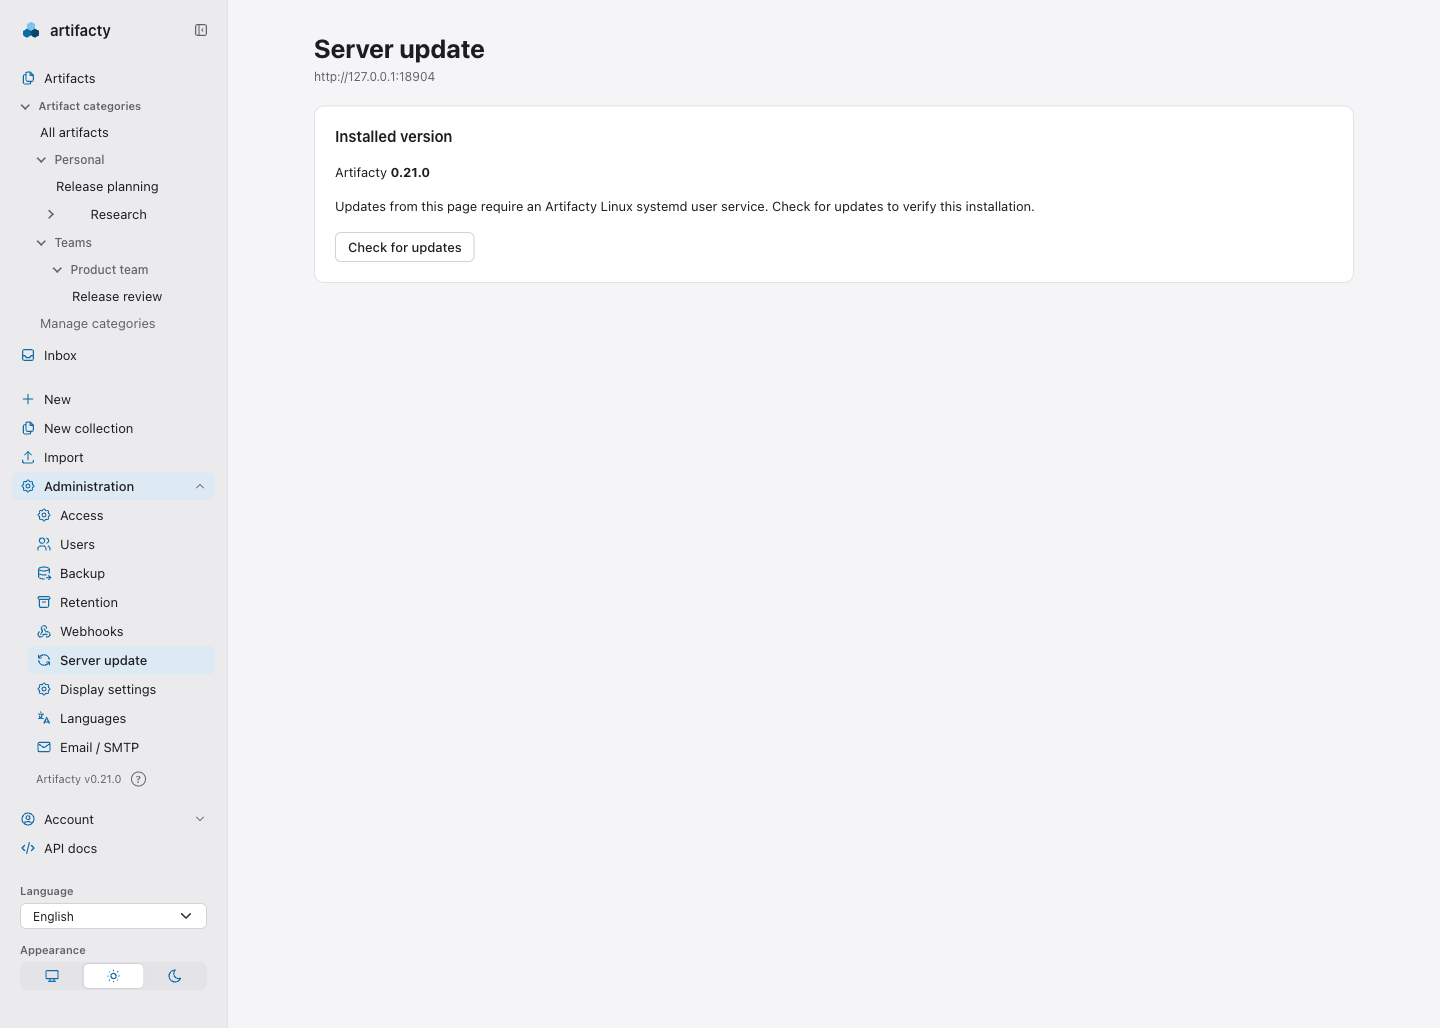 artifacty
Artifacts
Artifact categories
All artifacts
Personal
Release planning
Research
Teams
Product team
Release review
Manage categories
Inbox
New
New collection
Import
Administration
Access
Users
Backup
Retention
Webhooks
Server update
Display settings
Languages
Email / SMTP
Artifacty v0.21.0 ?
Account
API docs
Language
English
Appearance
Server update
http://127.0.0.1:18904
Installed version
Artifacty 0.21.0
Updates from this page require an Artifacty Linux systemd user service. Check for updates to verify this installation.
Check for updates